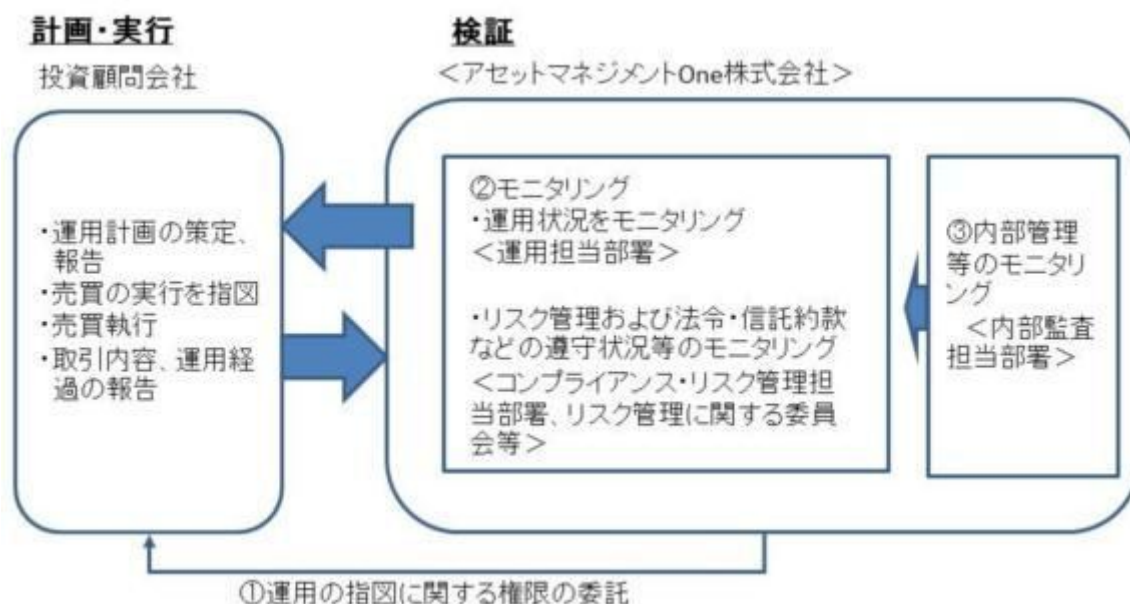 計画・実行
投資顧問会社
・運用計画の策定、
報告
・売買の実行を指図
・売買執行
・取引内容、運用経
過の報告
検証
＜アセットマネジメントOne株式会社＞
②モニタリング
・運用状況をモニタリング
＜運用担当部署＞
・リスク管理および法令・信託約款
などの遵守状況等のモニタリング
＜コンプライアンス・リスク管理担
当部署、リスク管理に関する委員
会等＞
③内部管理
等のモニタリ
ング
＜内部監査
担当部署＞
①運用の指図に関する権限の委託